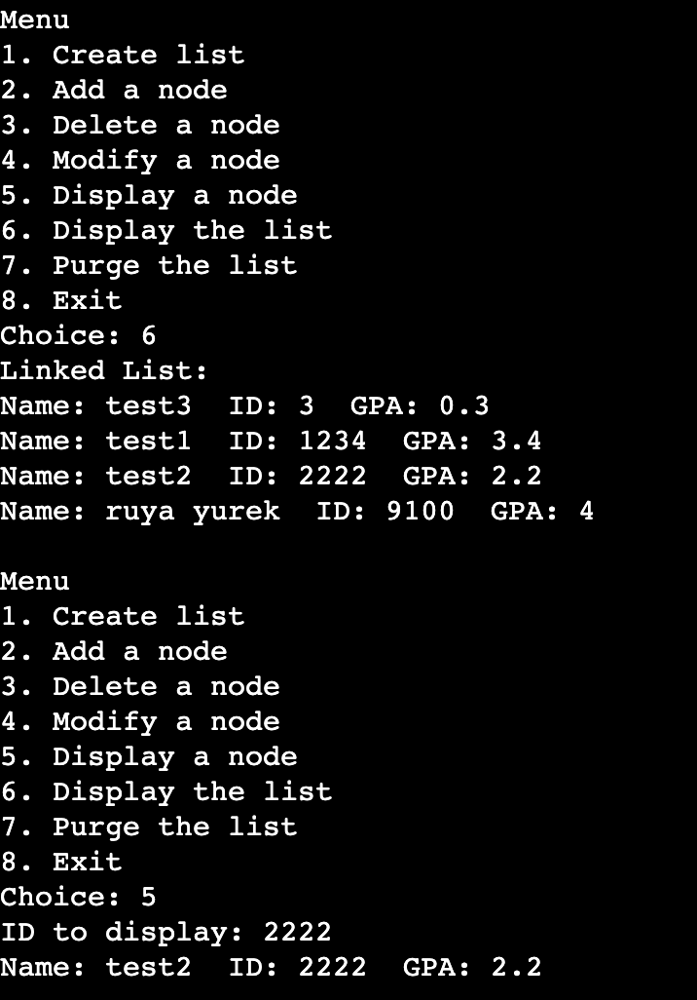 Menu
1. Create list
2. Add a node
3. Delete a node
4. Modify a node
5. Display a node
6. Display the list
7. Purge the list
8. Exit
Choice: 6
Linked List:
Name: test3  ID: 3  GPA: 0.3
Name: test1  ID: 1234  GPA: 3.4
Name: test2  ID: 2222  GPA: 2.2
Name: ruya yurek  ID: 9100  GPA: 4
Menu
1. Create list
2. Add a node
3. Delete a node
4. Modify a node
5. Display a node
6. Display the list
7. Purge the list
8. Exit
Choice: 5
ID to display: 2222
Name: test2  ID: 2222  GPA: 2.2